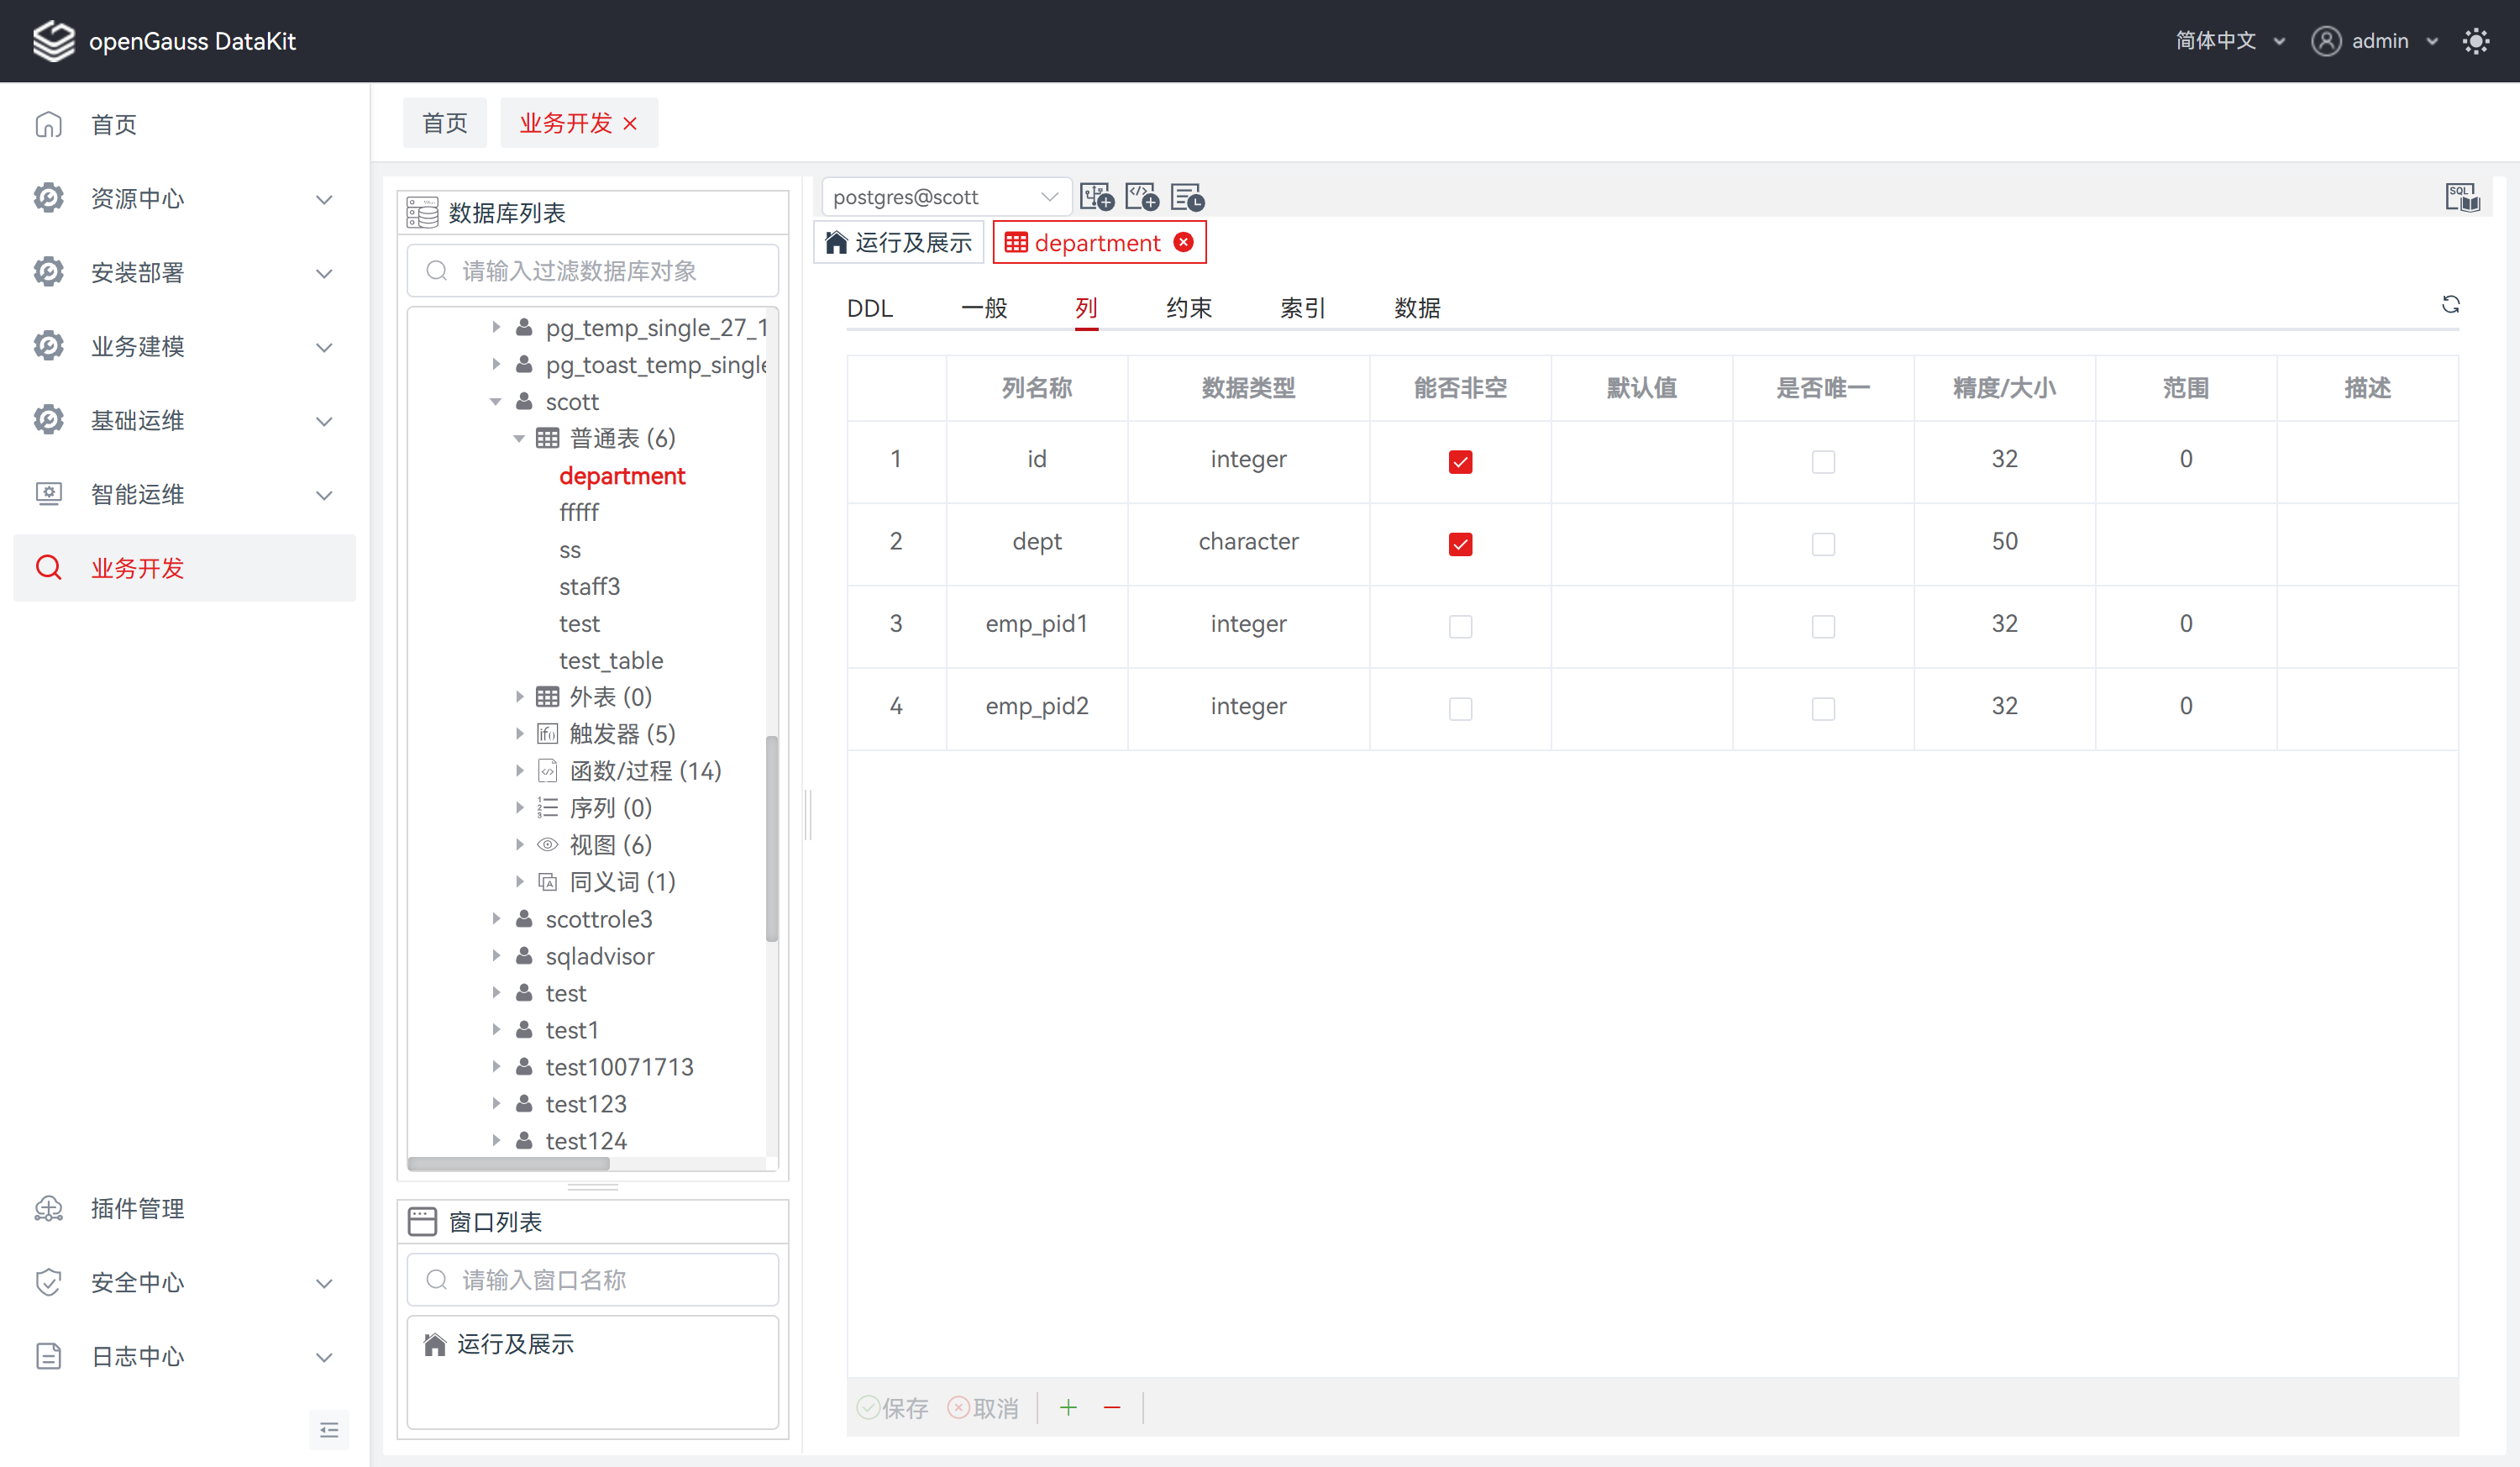 openGauss DataKit
简体中文
admin
首页
资源中心
安装部署
业务建模
基础运维
智能运维
业务开发
插件管理
安全中心
日志中心
首页
业务开发
数据库列表
请输入过滤数据库对象
pg_temp_single_27_1
pg_toast_temp_single
scott
普通表 (6)
department
fffff
ss
staff3
test
test_table
外表 (0)
触发器 (5)
函数/过程 (14)
序列 (0)
视图 (6)
同义词 (1)
scottrole3
sqladvisor
test
test1
test10071713
test123
test124
窗口列表
请输入窗口名称
运行及展示
postgres@scott
SQL
运行及展示
department
DDL 一般 列 约束 索引 数据
列名称 数据类型 能否非空 默认值 是否唯一 精度/大小 范围 描述
1 id integer 32 0
2 dept character 50
3 emp_pid1 integer 32 0
4 emp_pid2 integer 32 0
保存 取消